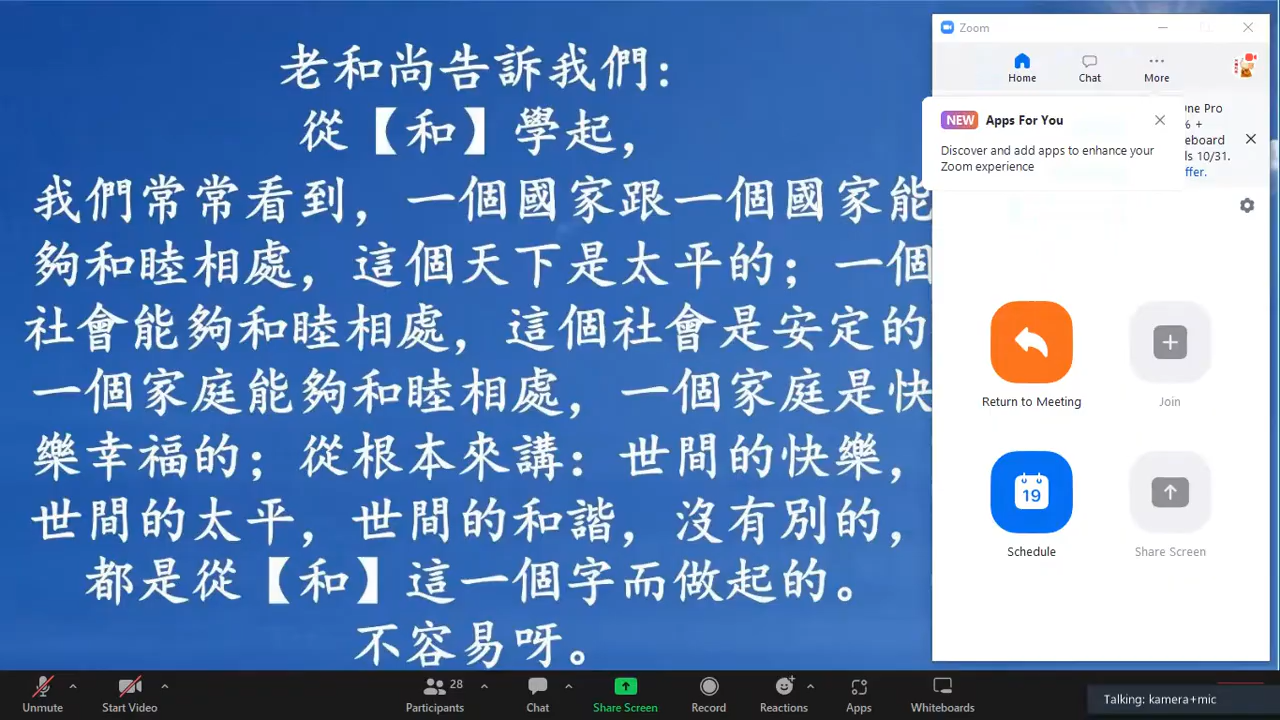 老和尚告訴我們：
從【和】學起，
我們常常看到，一個國家跟一個國家能
夠和睦相處，這個天下是太平的；一個
社會能夠和睦相處，這個社會是安定的
一個家庭能夠和睦相處，一個家庭是快
樂幸福的；從根本來講：世間的快樂，
世間的太平，世間的和諧，沒有別的，
都是從【和】這一個字而做起的。
不容易呀。
Zoom
Home
Chat
More
NEW Apps For You
Discover and add apps to enhance your
Zoom experience
One Pro
% +
eboard
ls 10/31.
ffer.
Return to Meeting
Join
19
Schedule
Share Screen
Unmute
Start Video
28
Participants
Chat
Share Screen
Record
Reactions
Apps
Whiteboards
Talking: kamera+mic